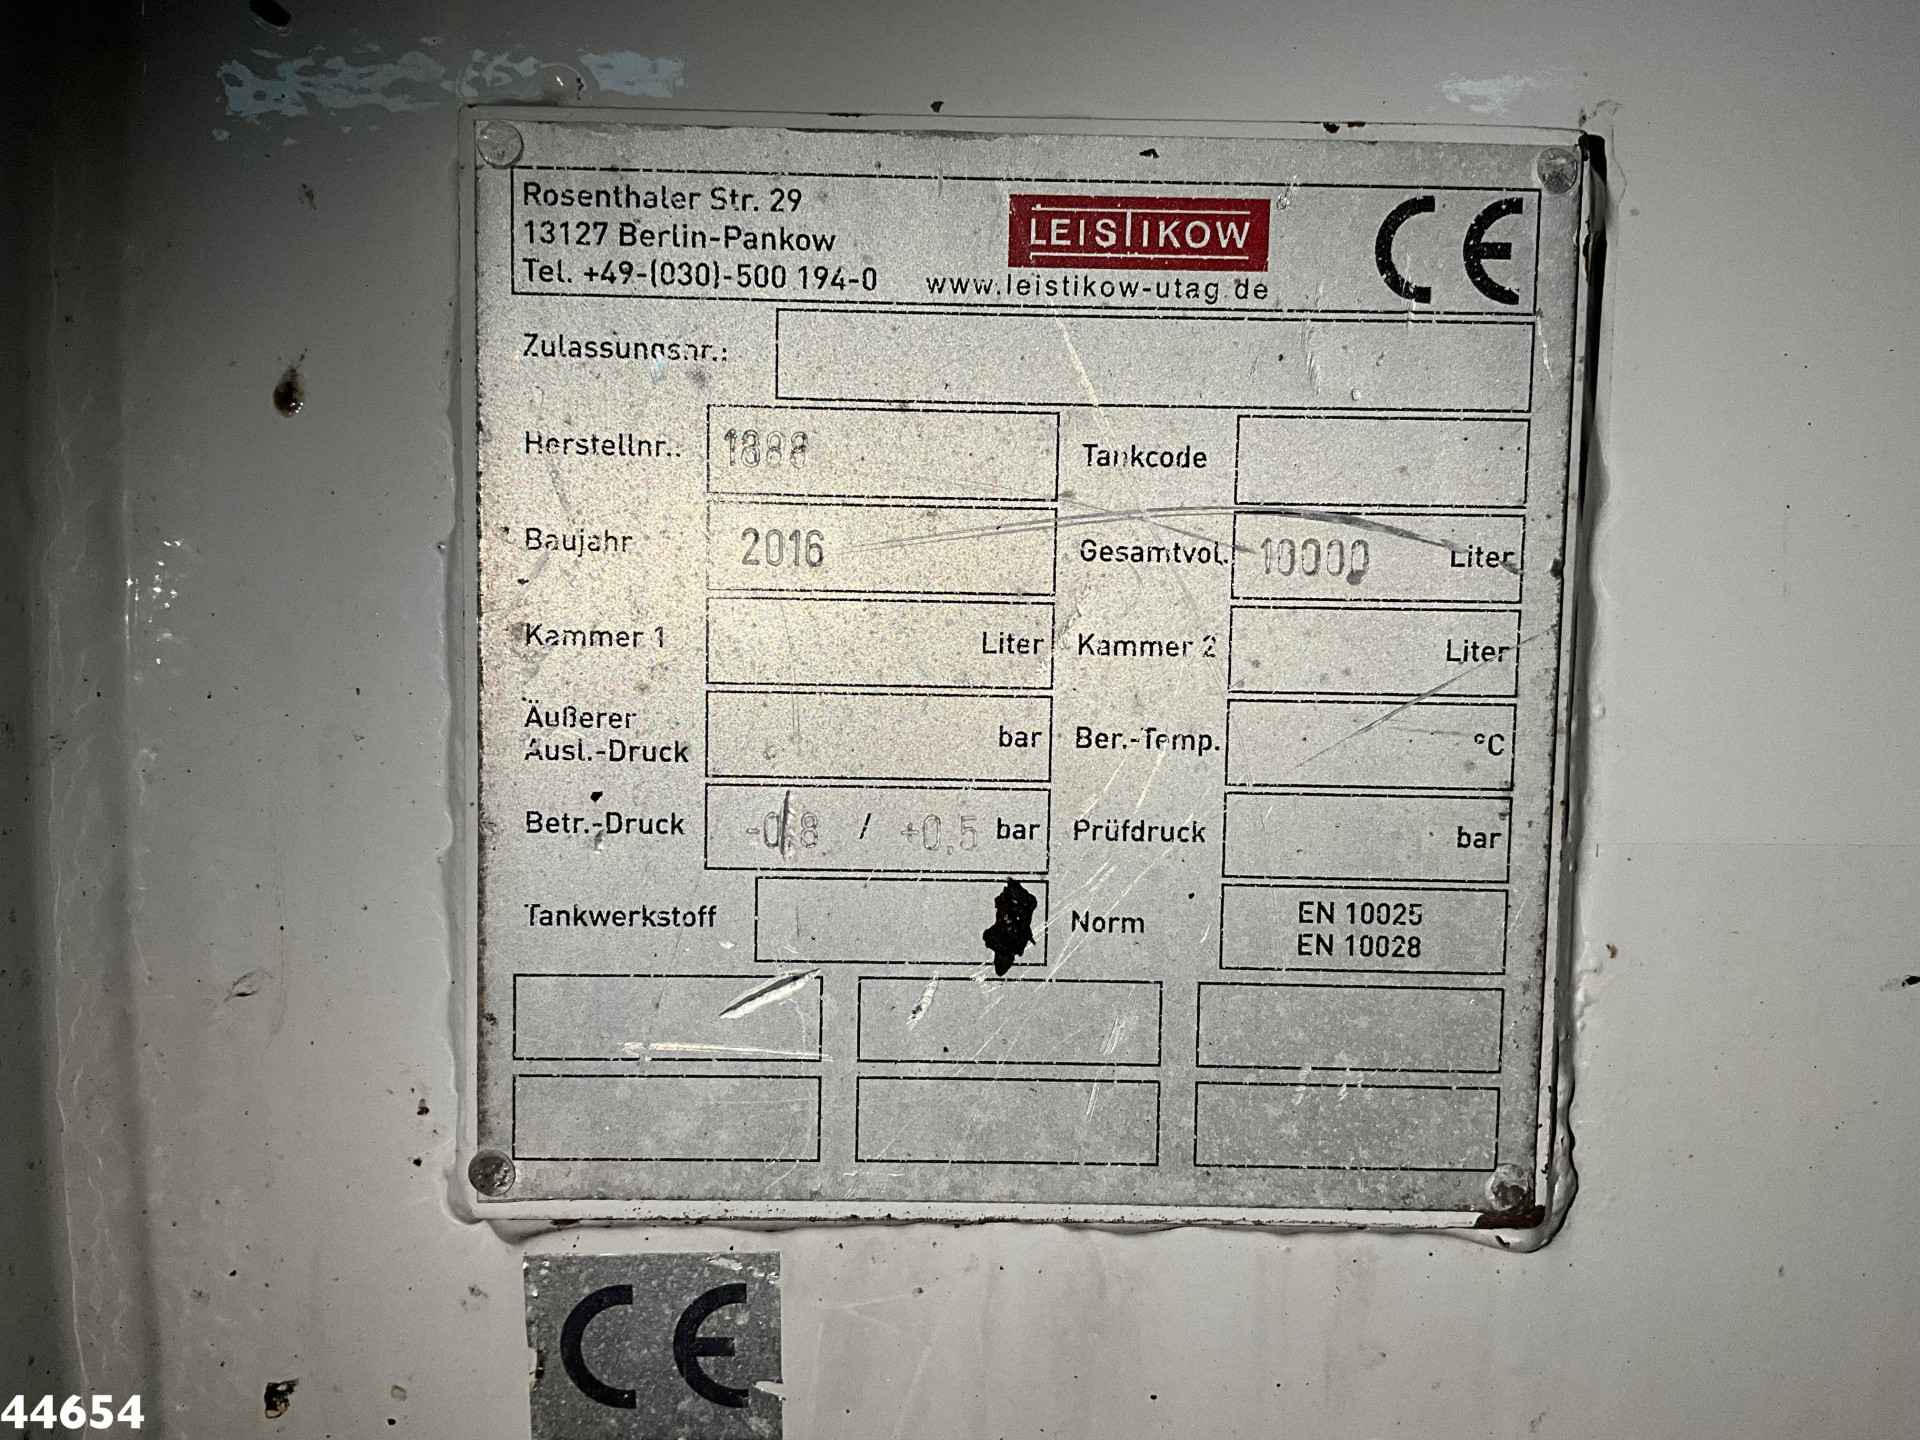 Rosenthaler Str. 29
13127 Berlin-Pankow
Tel. +49-(030)-500 194-0
LEISTIKOW
www.leistikow-utag.de
CE
Zulassungsnr.:
Herstellnr.: 1888 Tankcode
Baujahr 2016 Gesamtvol. 10000 Liter
Kammer 1 Liter Kammer 2 Liter
Äußerer
Ausl.-Druck bar Ber.-Temp. °C
Betr.-Druck -0,8 / +0,5 bar Prüfdruck bar
Tankwerkstoff Norm EN 10025
EN 10028
CE
44654